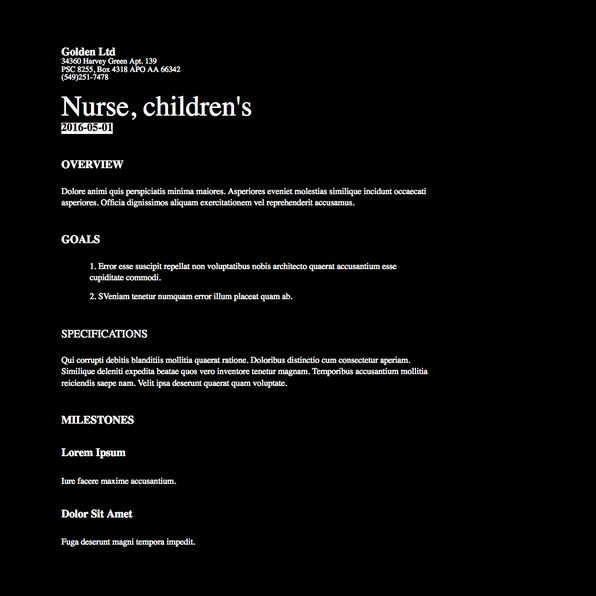 Golden Ltd
34360 Harvey Green Apt. 139
PSC 8255, Box 4318 APO AA 66342
(549)251-7478
Nurse, children's
2016-05-01
OVERVIEW
Dolore animi quis perspiciatis minima maiores. Asperiores eveniet molestias similique incidunt occaecati
asperiores. Officia dignissimos aliquam exercitationem vel reprehenderit accusamus.
GOALS
1. Error esse suscipit repellat non voluptatibus nobis architecto quaerat accusantium esse
cupiditate commodi.
2. SVeniam tenetur numquam error illum placeat quam ab.
SPECIFICATIONS
Qui corrupti debitis blanditiis mollitia quaerat ratione. Doloribus distinctio cum consectetur aperiam.
Similique deleniti expedita beatae quos vero inventore tenetur magnam. Temporibus accusantium mollitia
reiciendis saepe nam. Velit ipsa deserunt quaerat quam voluptate.
MILESTONES
Lorem Ipsum
Iure facere maxime accusantium.
Dolor Sit Amet
Fuga deserunt magni tempora impedit.